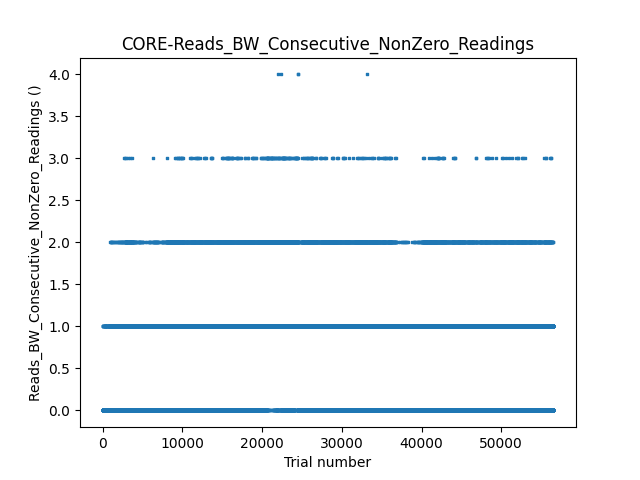 CORE-Reads_BW_Consecutive_NonZero_Readings
Reads_BW_Consecutive_NonZero_Readings ()
4.0
3.5
3.0
2.5
2.0
1.5
1.0
0.5
0.0
0 10000 20000 30000 40000 50000
Trial number